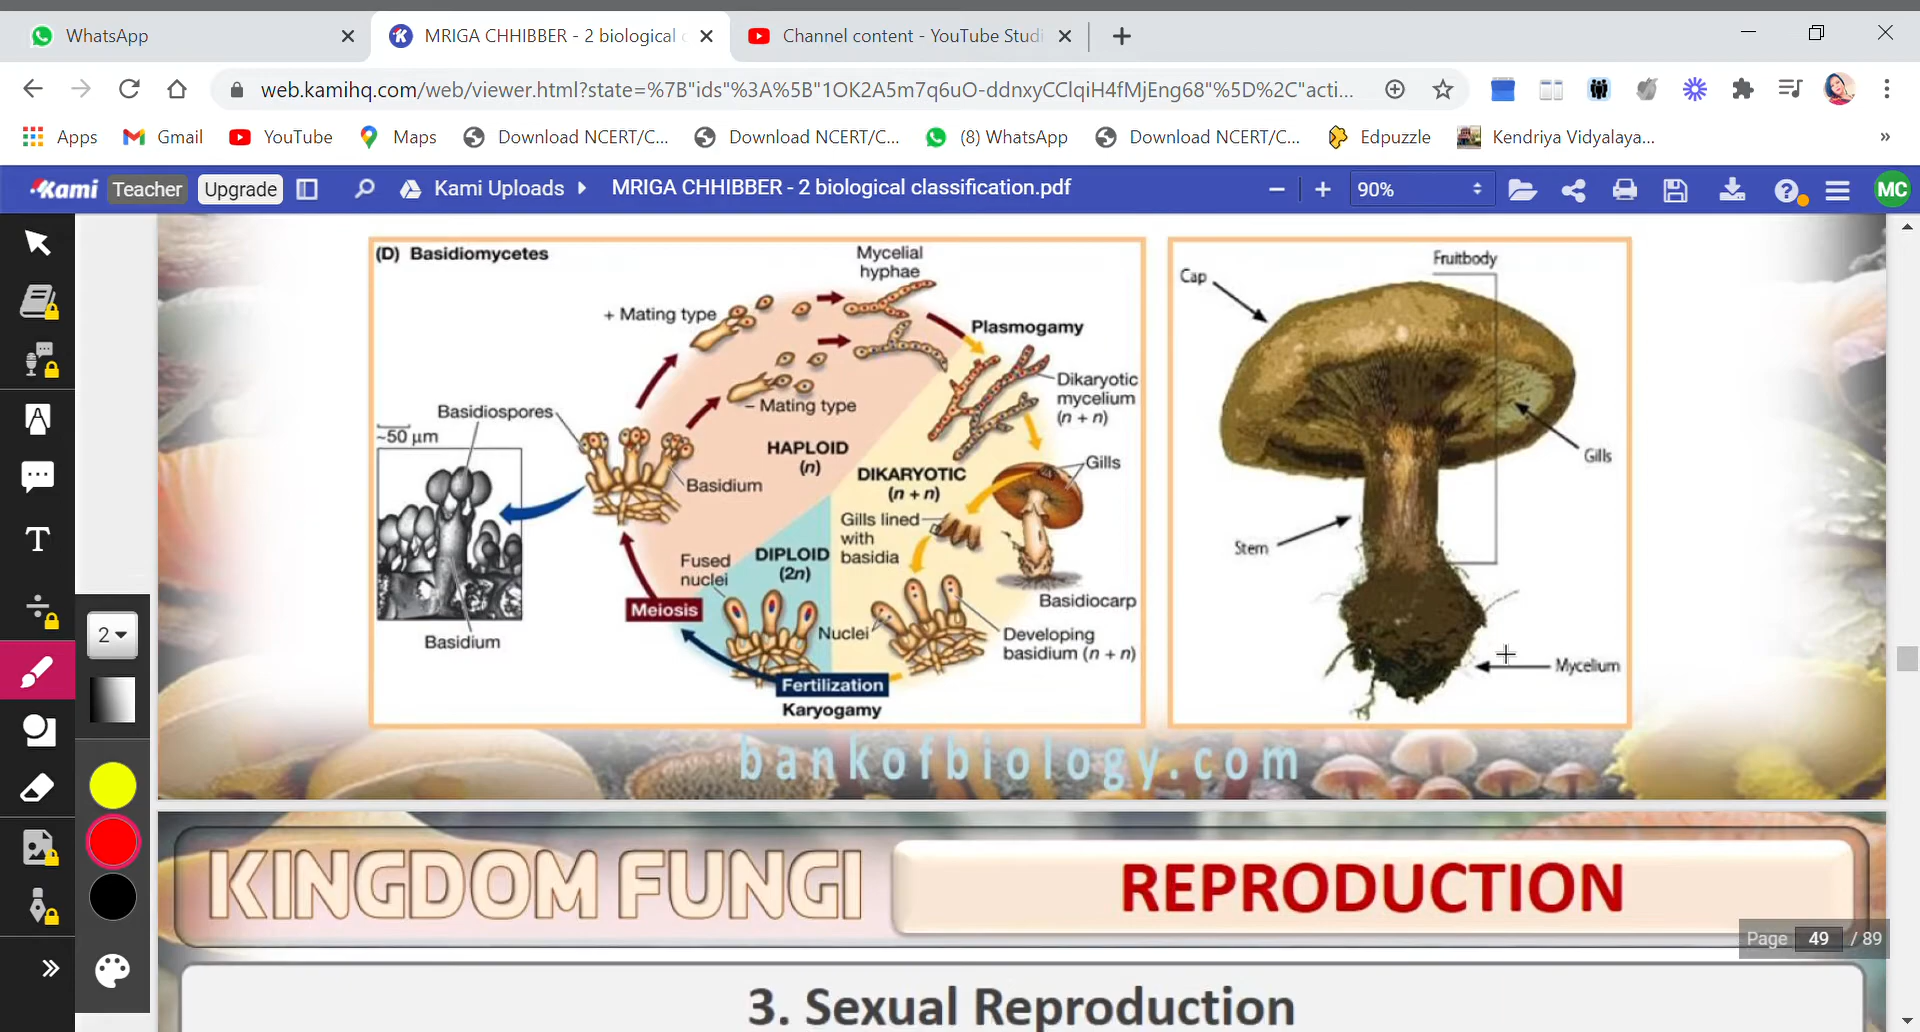 WhatsApp
MRIGA CHHIBBER - 2 biological c
Channel content - YouTube Studi
web.kamihq.com/web/viewer.html?state=%7B"ids"%3A%5B"1OK2A5m7q6uO-ddnxyCClqiH4fMjEng68"%5D%2C"acti...
Apps
Gmail
YouTube
Maps
Download NCERT/C...
Download NCERT/C...
(8) WhatsApp
Download NCERT/C...
Edpuzzle
Kendriya Vidyalaya...
»
Kami
Teacher
Upgrade
Kami Uploads
MRIGA CHHIBBER - 2 biological classification.pdf
90%
MC
2
(D) Basidiomycetes
Mycelial
hyphae
+ Mating type
Plasmogamy
Dikaryotic
mycelium
(n + n)
– Mating type
Basidiospores
~50 µm
HAPLOID
(n)
Basidium
DIKARYOTIC
(n + n)
Gills
Gills lined
with
basidia
DIPLOID
(2n)
Fused
nuclei
Meiosis
Basidiocarp
Nuclei
Developing
basidium (n + n)
Basidium
Fertilization
Karyogamy
Fruitbody
Cap
Gills
Stem
Mycelium
bankofbiology.com
KINGDOM FUNGI
REPRODUCTION
Page 49 / 89
3. Sexual Reproduction